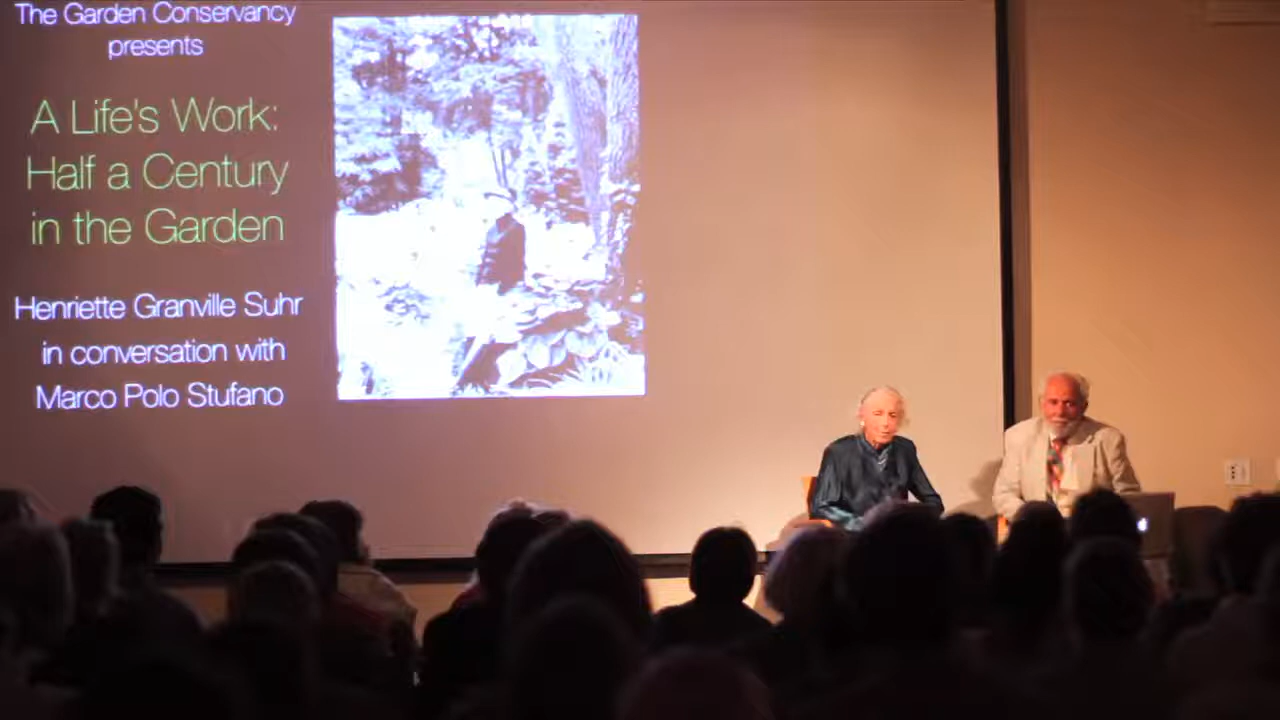 The Garden Conservancy
presents
A Life's Work:
Half a Century
in the Garden
Henriette Granville Suhr
in conversation with
Marco Polo Stufano